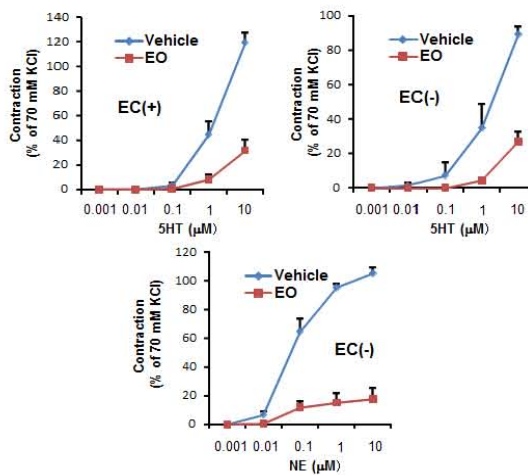 140
120
100
80
60
40
20
0
Contraction
(% of 70 mM KCl)
Vehicle
EO
EC(+)
0.001 0.01 0.1 1 10
5HT (μM)
100
80
60
40
20
0
Contraction
(% of 70 mM KCl)
Vehicle
EO
EC(-)
0.001 0.01 0.1 1 10
5HT (μM)
120
100
80
60
40
20
0
Contraction
(% of 70 mM KCl)
Vehicle
EO
EC(-)
0.001 0.01 0.1 1 10
NE (μM)